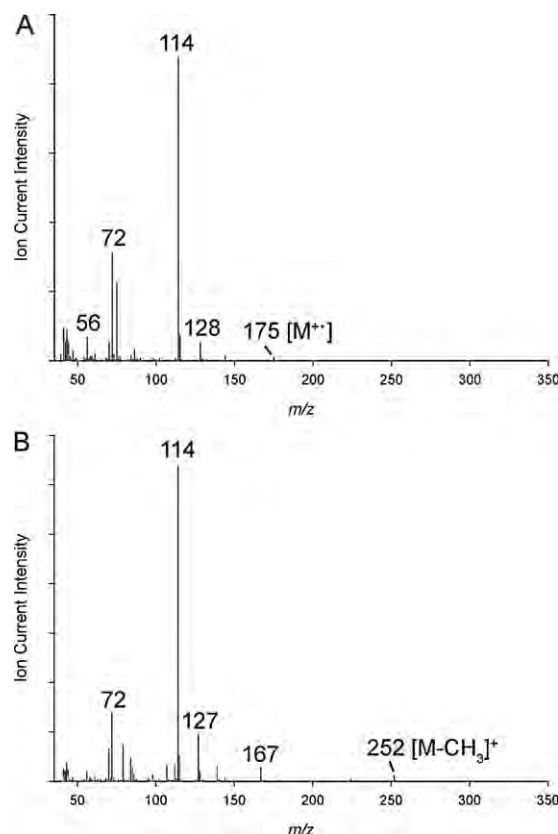 A
Ion Current Intensity
114
72
56
128
175 [M⁺·]
50 100 150 200 250 300 350
m/z
B
Ion Current Intensity
114
72
127
167
252 [M-CH₃]⁺
50 100 150 200 250 300 350
m/z